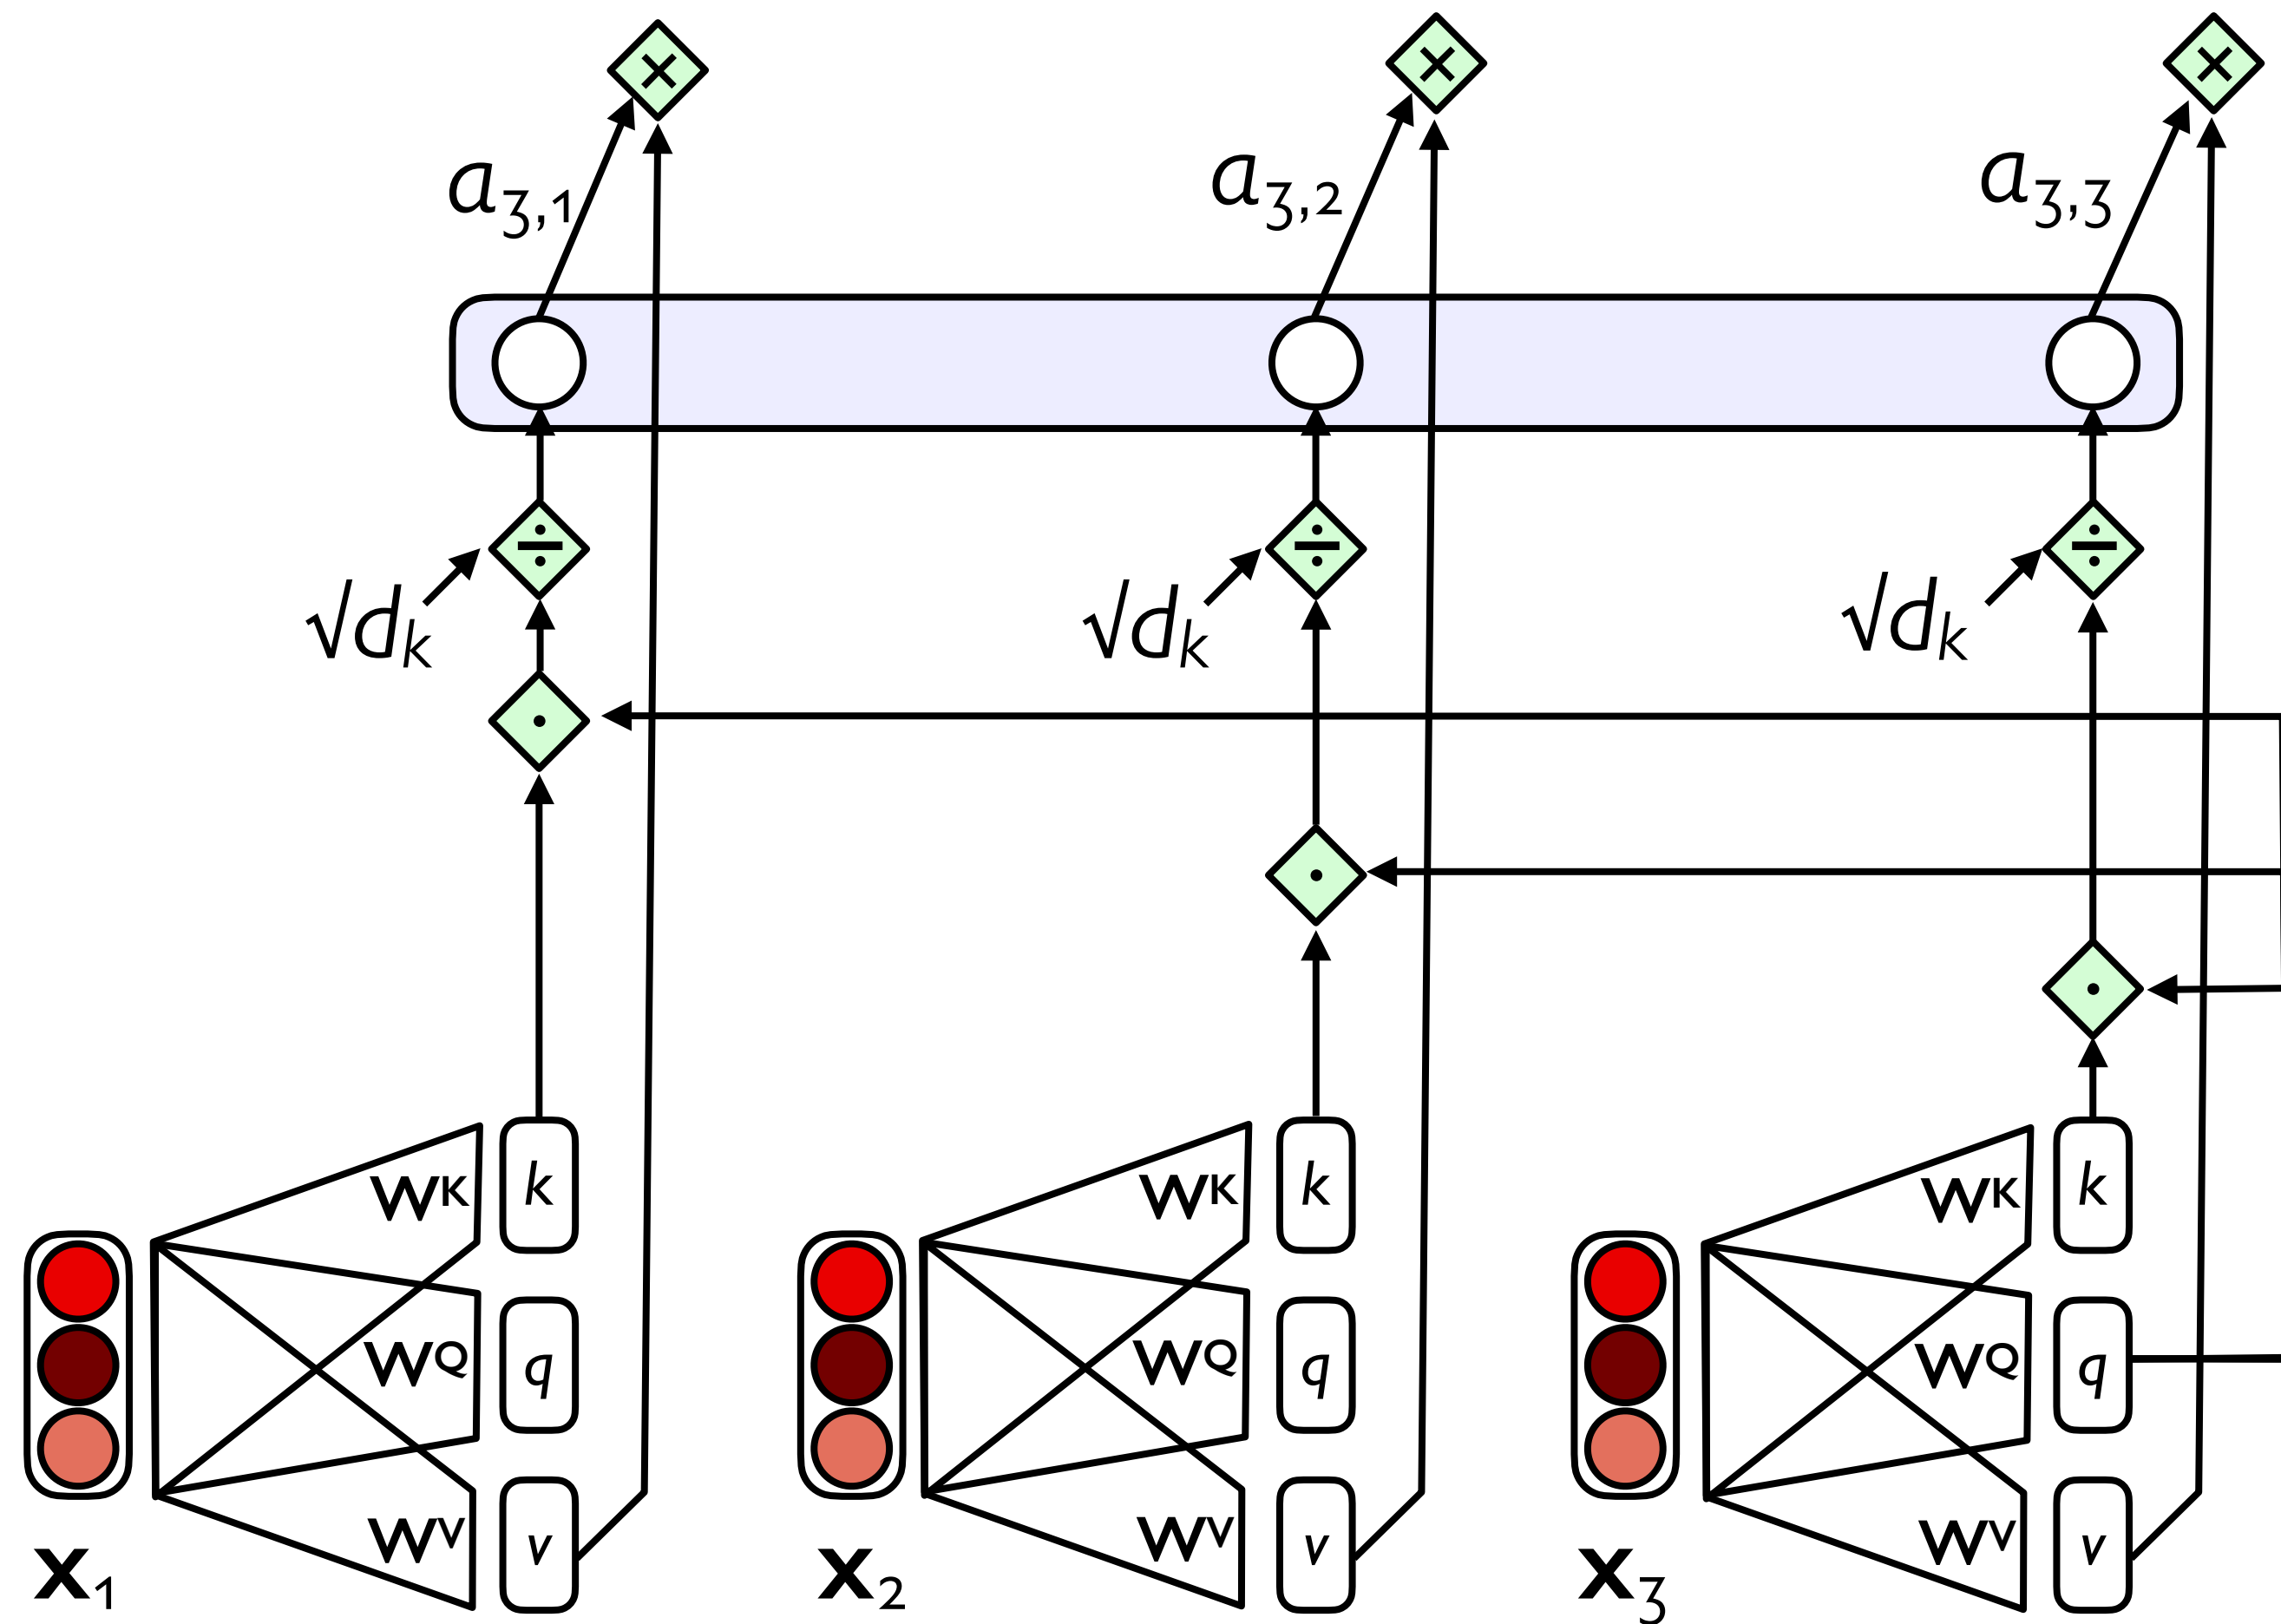 × × ×
a3,1 a3,2 a3,3
÷ ÷ ÷
√dk √dk √dk
·
·
·
WK k WK k WK k
WQ q WQ q WQ q
WV v WV v WV v
x1 x2 x3